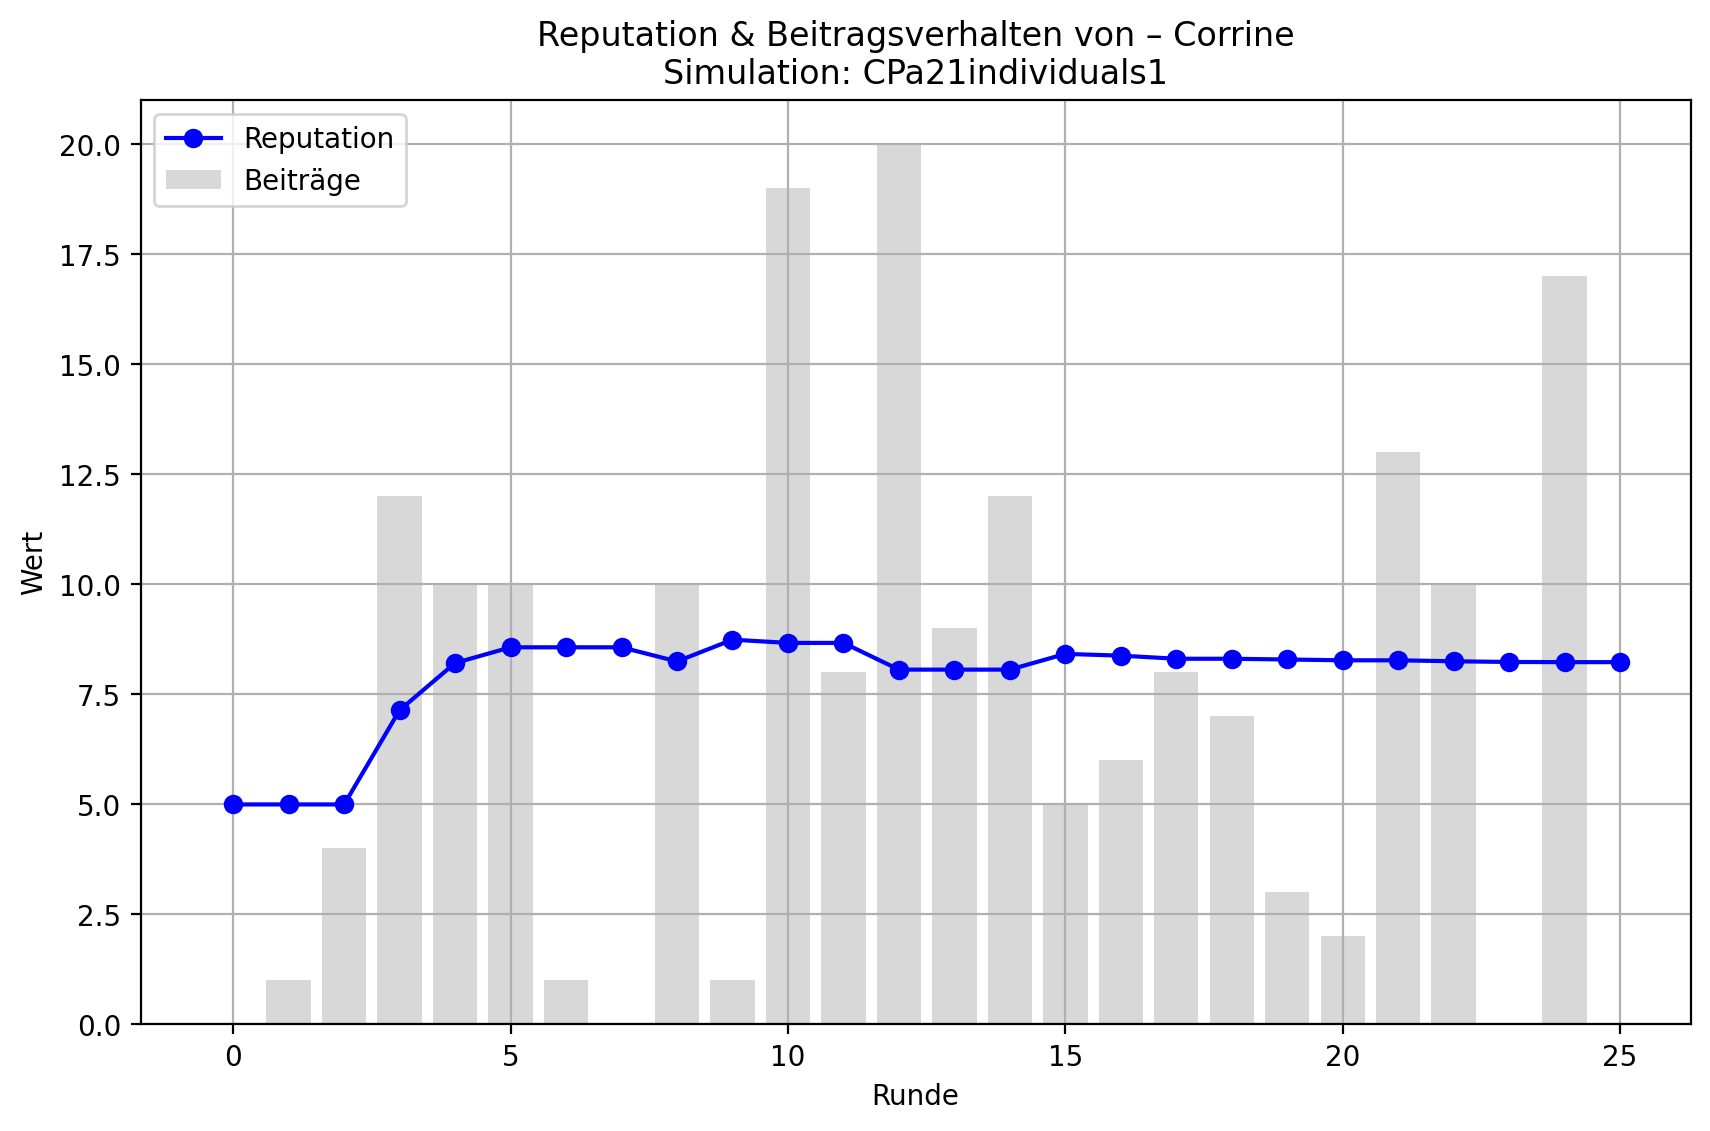 Reputation & Beitragsverhalten von – Corrine
Simulation: CPa21individuals1
Reputation
Beiträge
20.0
17.5
15.0
12.5
10.0
7.5
5.0
2.5
0.0
Wert
0 5 10 15 20 25
Runde